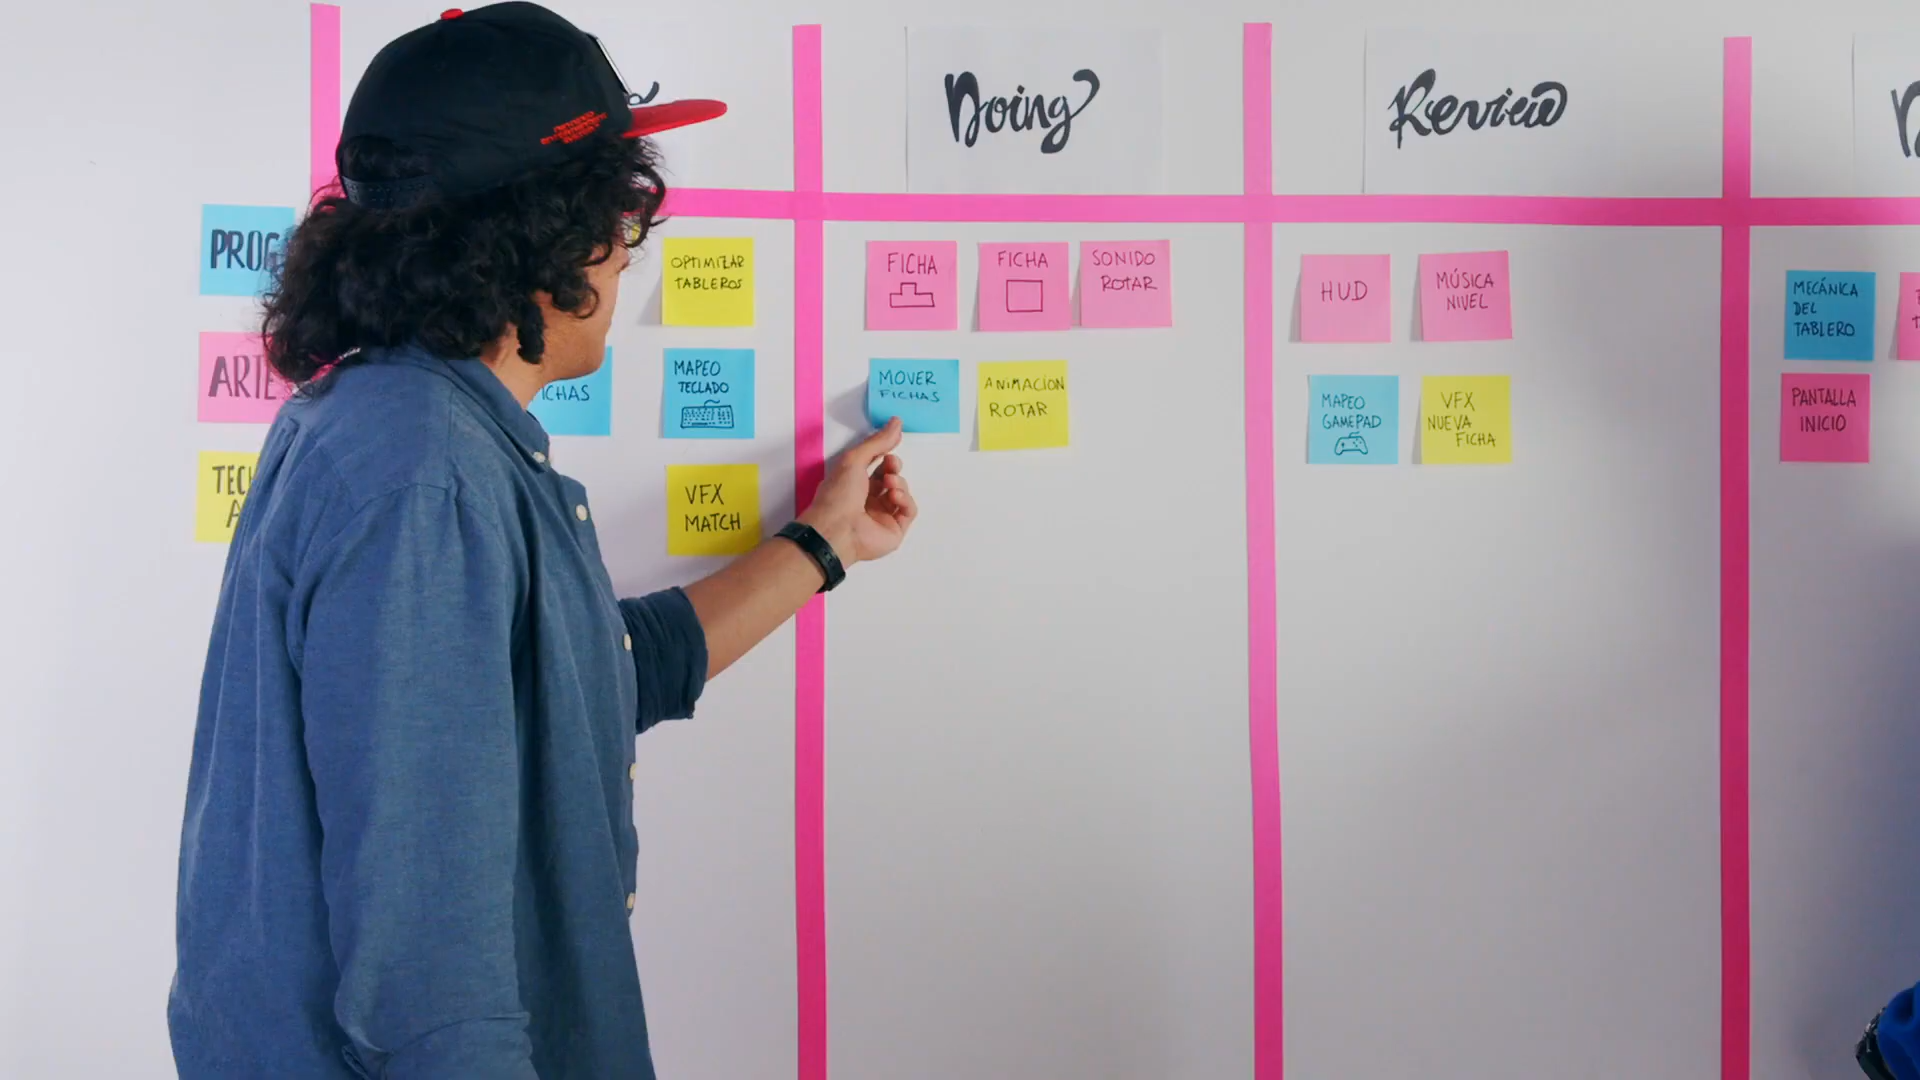 Doing
Review
PROG
ARTE
OPTIMIZAR
TABLEROS
FICHAS
MAPEO
TECLADO
VFX
MATCH
FICHA
FICHA
SONIDO
ROTAR
MOVER
FICHAS
ANIMACIÓN
ROTAR
HUD
MÚSICA
NIVEL
MAPEO
GAMEPAD
VFX
NUEVA
FICHA
MECÁNICA
DEL
TABLERO
PANTALLA
INICIO